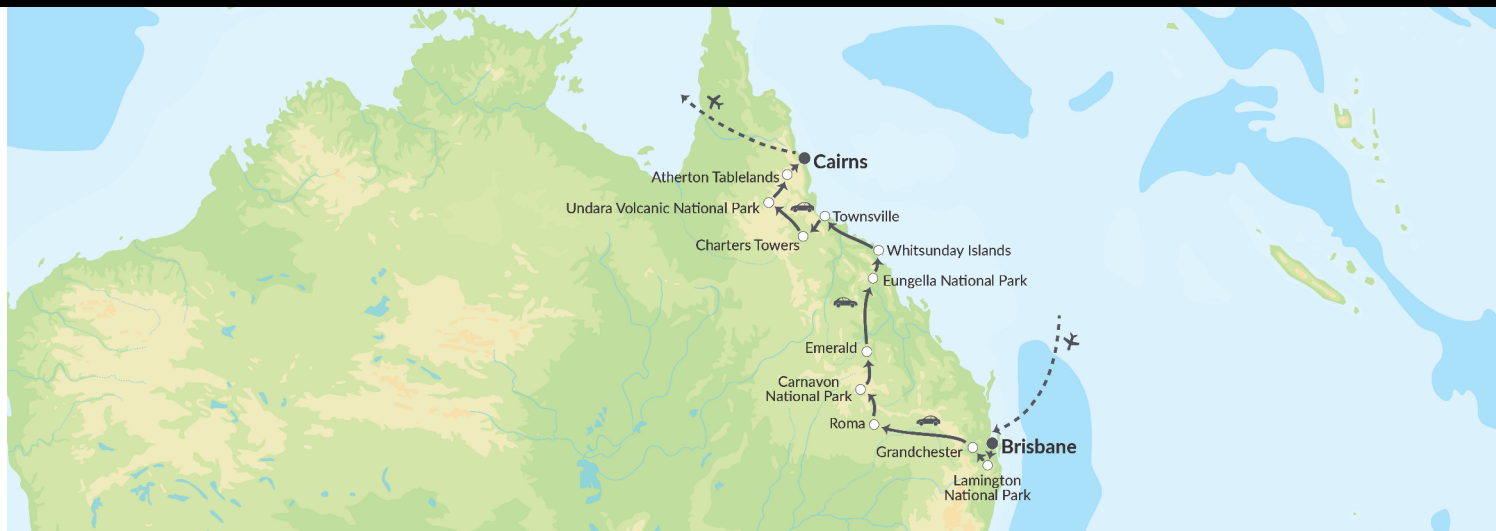 Cairns
Atherton Tablelands
Undara Volcanic National Park
Townsville
Charters Towers
Whitsunday Islands
Eungella National Park
Emerald
Carnavon
National Park
Roma
Grandchester
Brisbane
Lamington
National Park